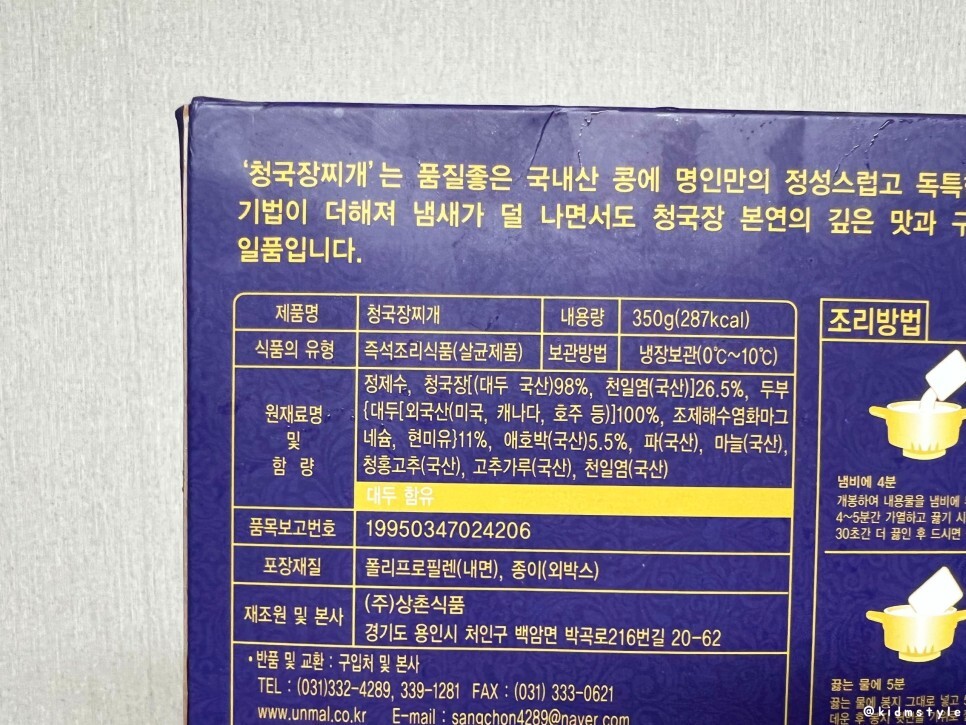 '청국장찌개'는 품질좋은 국내산 콩에 명인만의 정성스럽고
기법이 더해져 냄새가 덜 나면서도 청국장 본연의 깊은 맛과
일품입니다.
제품명 청국장찌개 내용량 350g(287kcal)
식품의 유형 즉석조리식품(살균제품) 보관방법 냉장보관(0℃~10℃)
원재료명 및 함 량
정제수, 청국장[(대두 국산)98%, 천일염(국산)]26.5%, 두부
{대두[외국산(미국, 캐나다, 호주 등)]100%, 조제해수염화마그
네슘, 현미유}11%, 애호박(국산)5.5%, 파(국산), 마늘(국산),
청홍고추(국산), 고추가루(국산), 천일염(국산)
대두 함유
품목보고번호 19950347024206
포장재질 폴리프로필렌(내면), 종이(외박스)
재조원 및 본사 (주)상촌식품
경기도 용인시 처인구 백암면 박곡로216번길 20-62
• 반품 및 교환 : 구입처 및 본사
TEL : (031)332-4289, 339-1281 FAX : (031) 333-0621
www.unmal.co.kr E-mail : sangchon4289@naver.com
조리방법
냄비에 4분
개봉하여 내용물을 냄비에
4~5분간 가열하고 끓기
30초간 더 끓인 후 드시면
끓는 물에 5분
끓는 물에 봉지 그대로 넣고
데운 후
@kidmstyle